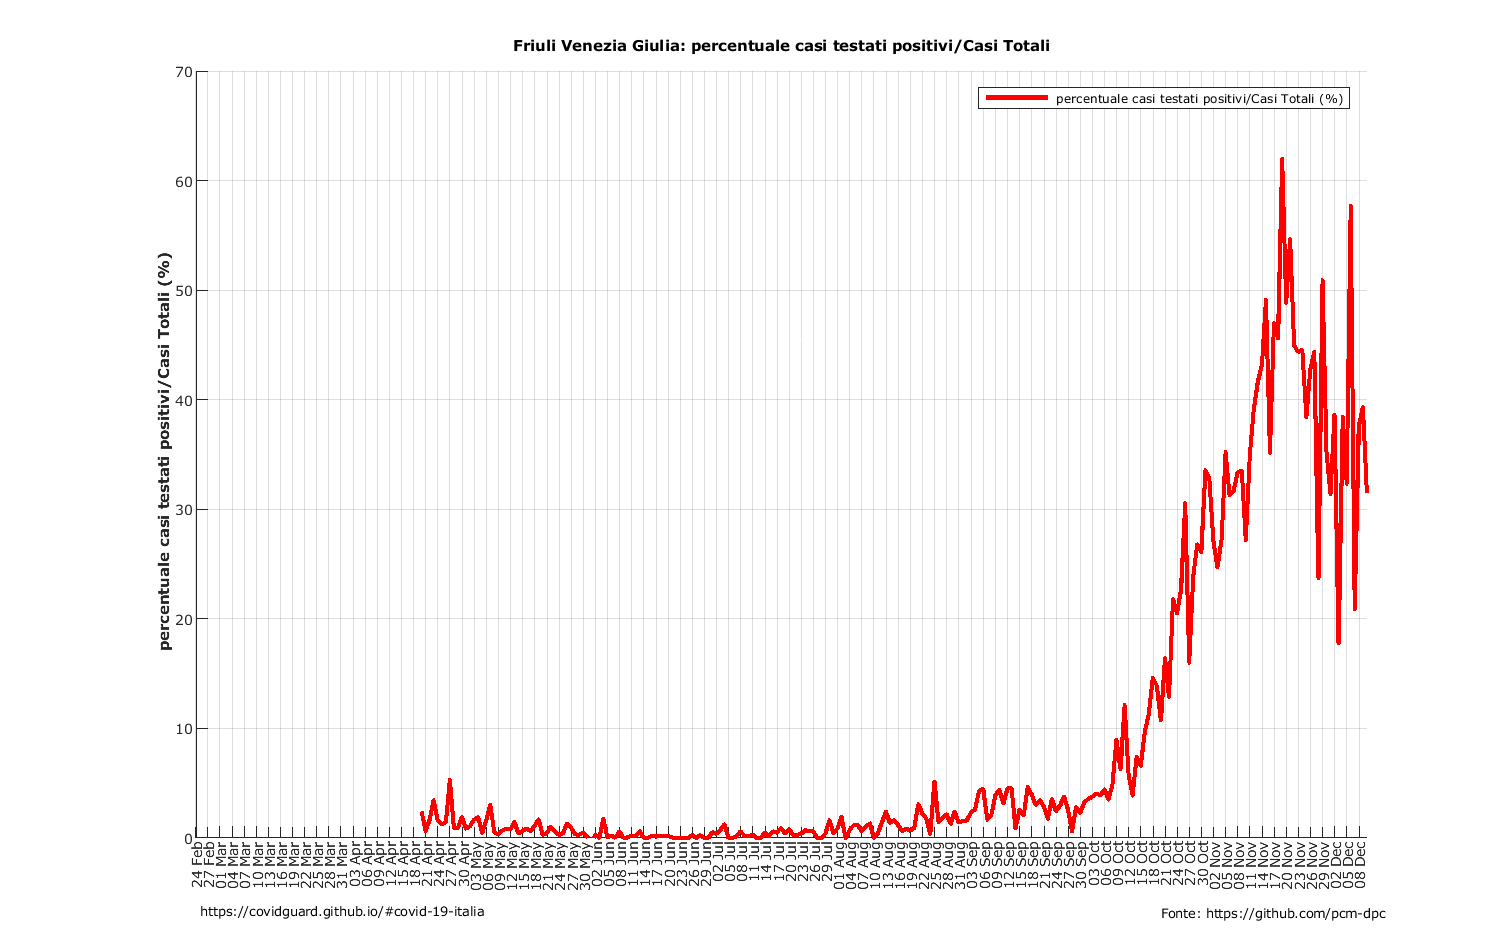 Friuli Venezia Giulia: percentuale casi testati positivi/Casi Totali
percentuale casi testati positivi/Casi Totali (%)
percentuale casi testati positivi/Casi Totali (%)
70
60
50
40
30
20
10
0
24 Feb
27 Feb
01 Mar
04 Mar
07 Mar
10 Mar
13 Mar
16 Mar
19 Mar
22 Mar
25 Mar
28 Mar
31 Mar
03 Apr
06 Apr
09 Apr
12 Apr
15 Apr
18 Apr
21 Apr
24 Apr
27 Apr
30 Apr
03 May
06 May
09 May
12 May
15 May
18 May
21 May
24 May
27 May
30 May
02 Jun
05 Jun
08 Jun
11 Jun
14 Jun
17 Jun
20 Jun
23 Jun
26 Jun
29 Jun
02 Jul
05 Jul
08 Jul
11 Jul
14 Jul
17 Jul
20 Jul
23 Jul
26 Jul
29 Jul
01 Aug
04 Aug
07 Aug
10 Aug
13 Aug
16 Aug
19 Aug
22 Aug
25 Aug
28 Aug
31 Aug
03 Sep
06 Sep
09 Sep
12 Sep
15 Sep
18 Sep
21 Sep
24 Sep
27 Sep
30 Sep
03 Oct
06 Oct
09 Oct
12 Oct
15 Oct
18 Oct
21 Oct
24 Oct
27 Oct
30 Oct
02 Nov
05 Nov
08 Nov
11 Nov
14 Nov
17 Nov
20 Nov
23 Nov
26 Nov
29 Nov
02 Dec
05 Dec
08 Dec
https://covidguard.github.io/#covid-19-italia
Fonte: https://github.com/pcm-dpc